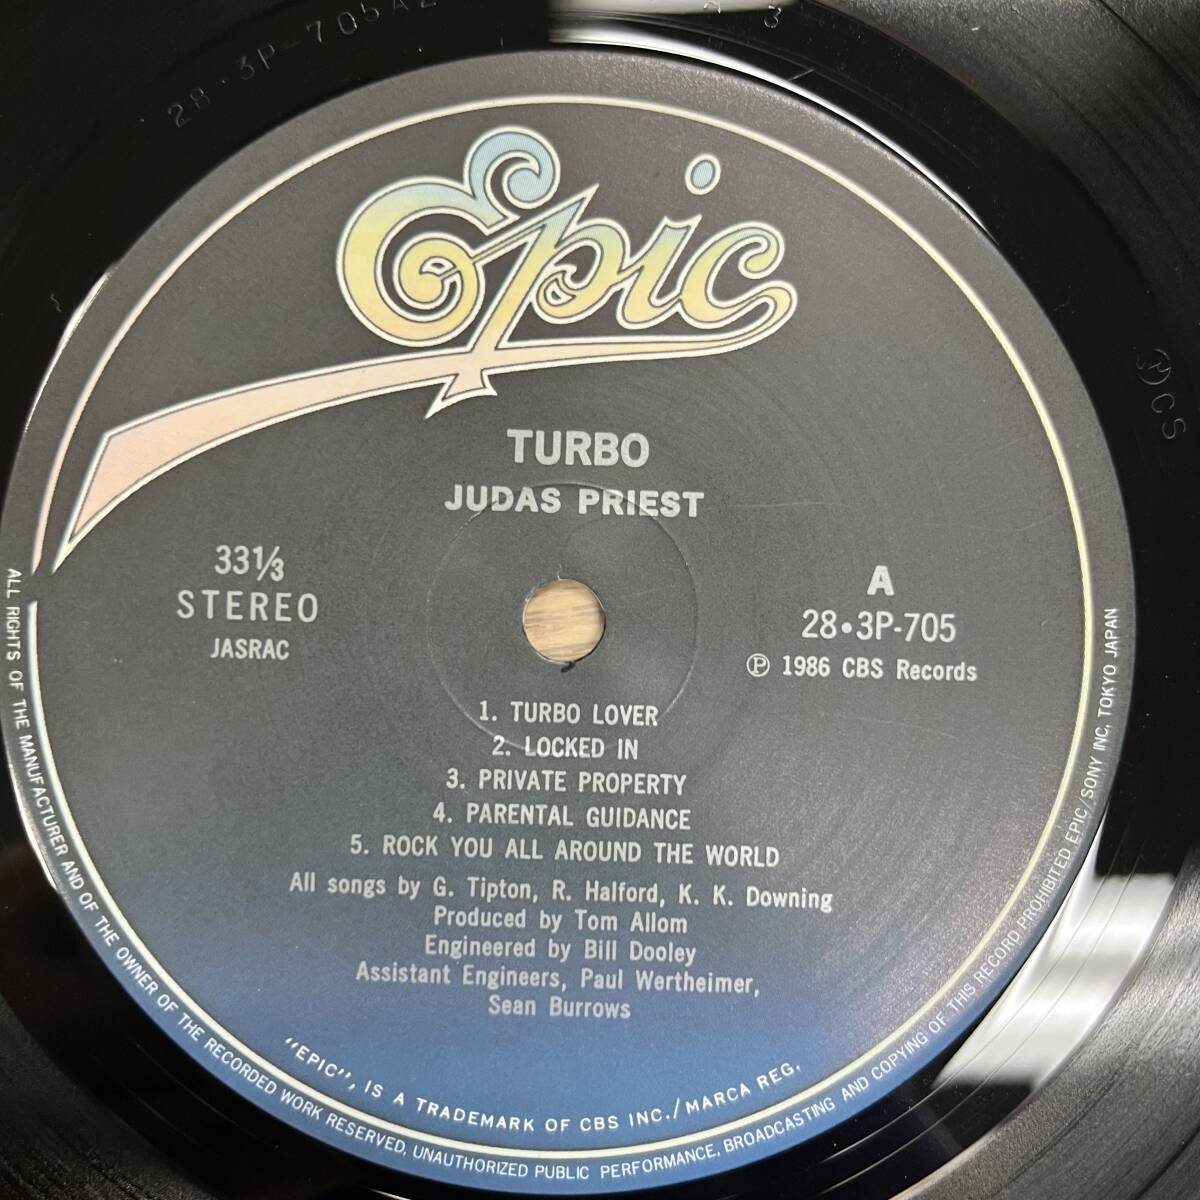 28・3P-705A2
Epic
TURBO
JUDAS PRIEST
33⅓
STEREO
JASRAC
A
28・3P-705
Ⓟ 1986 CBS Records
1. TURBO LOVER
2. LOCKED IN
3. PRIVATE PROPERTY
4. PARENTAL GUIDANCE
5. ROCK YOU ALL AROUND THE WORLD
All songs by G. Tipton, R. Halford, K. K. Downing
Produced by Tom Allom
Engineered by Bill Dooley
Assistant Engineers, Paul Wertheimer,
Sean Burrows
"EPIC", IS A TRADEMARK OF CBS INC./MARCA REG.
ALL RIGHTS OF THE MANUFACTURER AND OF THE OWNER OF THE RECORDED WORK RESERVED, UNAUTHORIZED PUBLIC PERFORMANCE, BROADCASTING AND COPYING OF THIS RECORD PROHIBITED EPIC/SONY INC, TOKYO JAPAN
CS